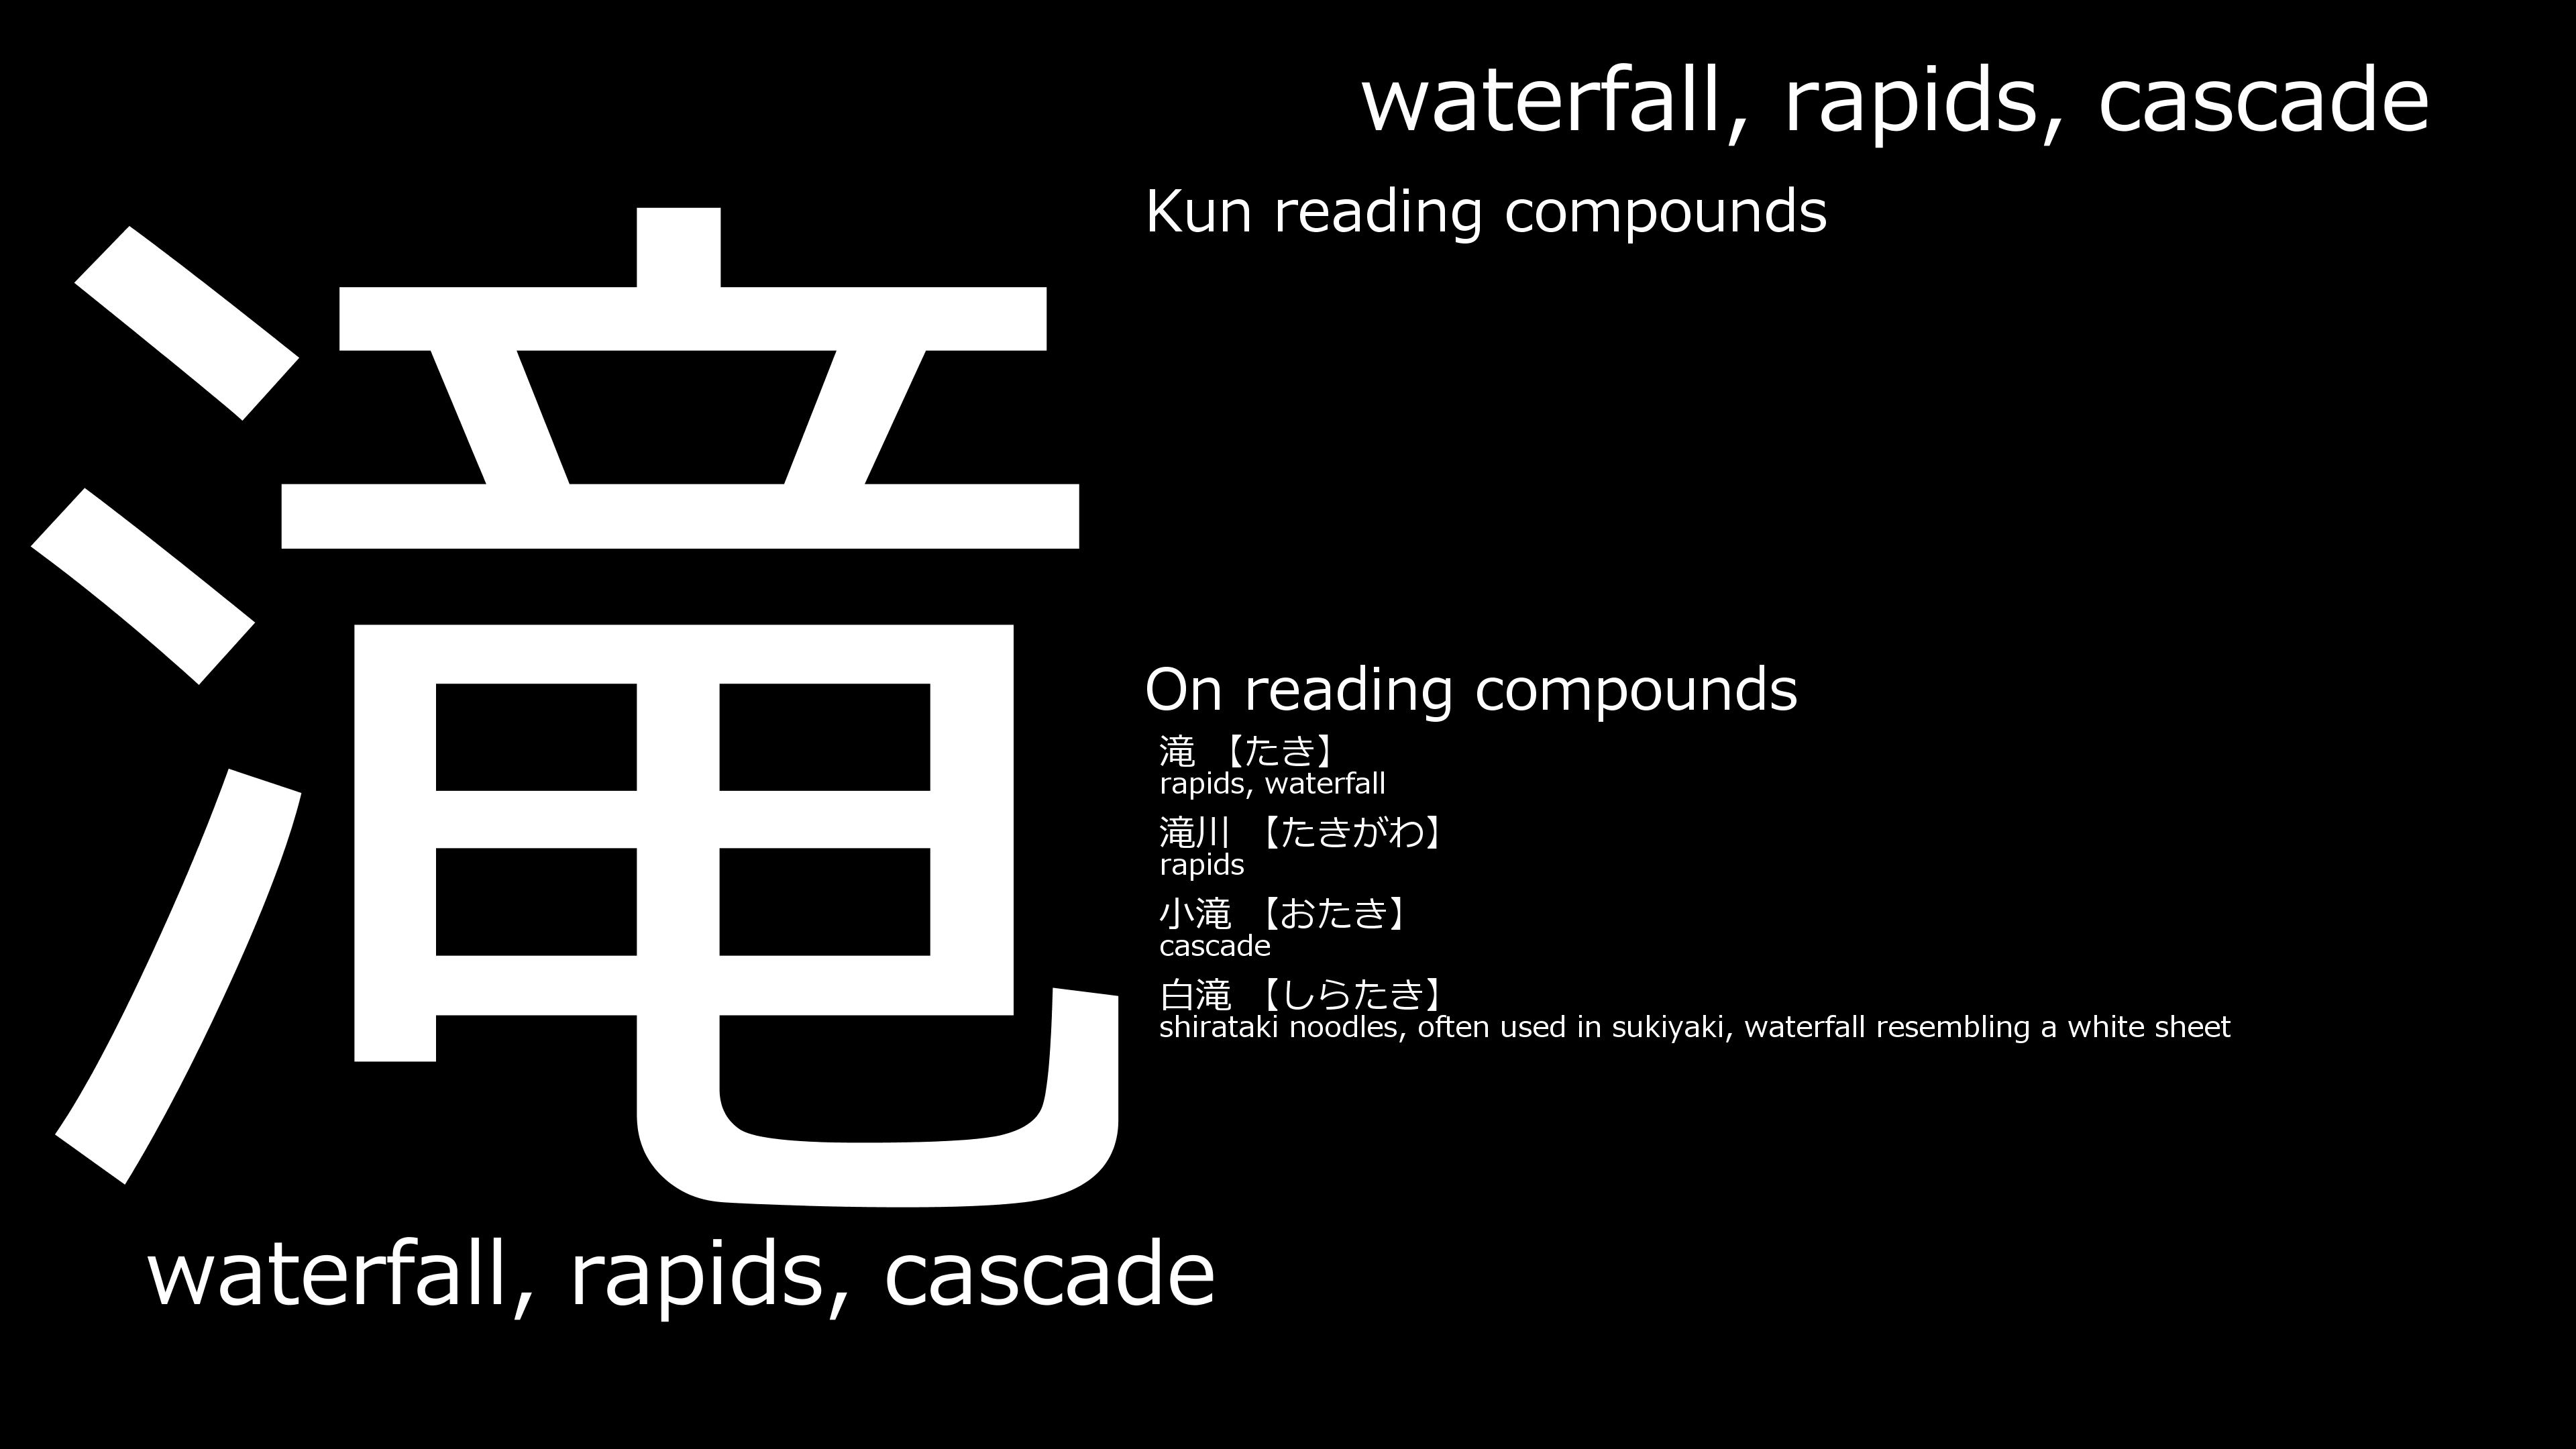 滝
waterfall, rapids, cascade
waterfall, rapids, cascade
Kun reading compounds
On reading compounds
滝 【たき】
rapids, waterfall
滝川 【たきがわ】
rapids
小滝 【おたき】
cascade
白滝 【しらたき】
shirataki noodles, often used in sukiyaki, waterfall resembling a white sheet